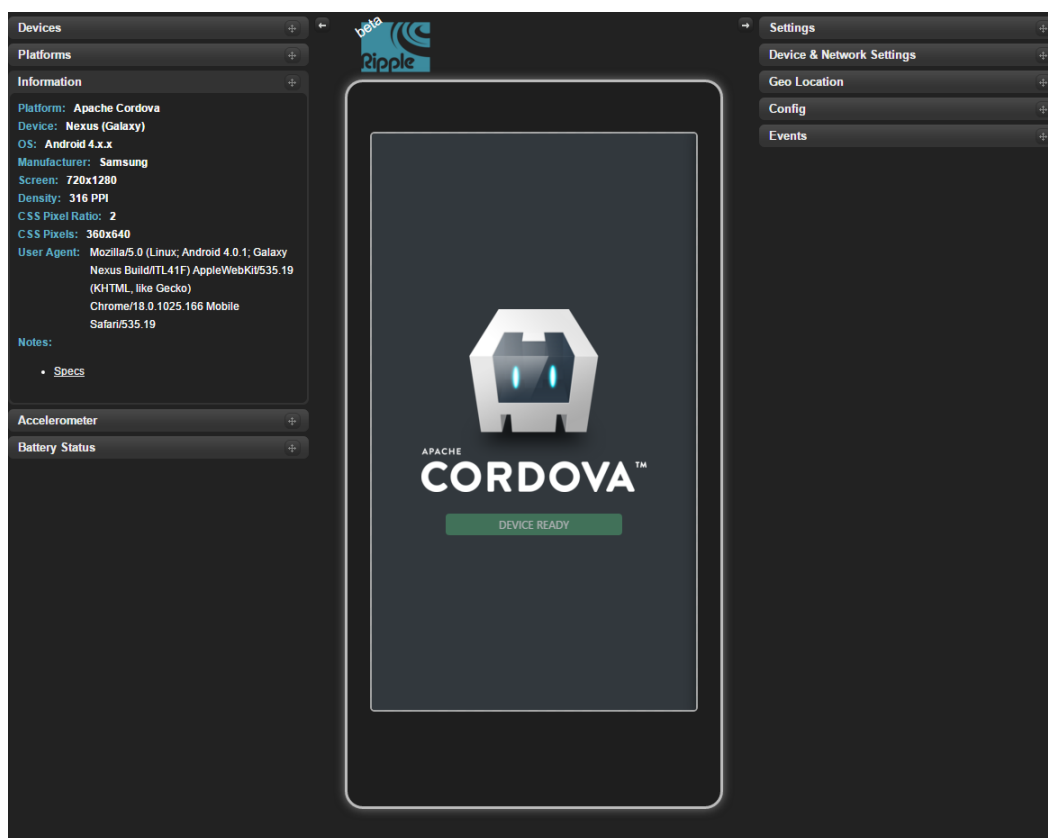 Devices
Platforms
Information
Platform: Apache Cordova
Device: Nexus (Galaxy)
OS: Android 4.x.x
Manufacturer: Samsung
Screen: 720x1280
Density: 316 PPI
CSS Pixel Ratio: 2
CSS Pixels: 360x640
User Agent: Mozilla/5.0 (Linux; Android 4.0.1; Galaxy
Nexus Build/ITL41F) AppleWebKit/535.19
(KHTML, like Gecko)
Chrome/18.0.1025.166 Mobile
Safari/535.19
Notes:
• Specs
Accelerometer
Battery Status
beta
Ripple
APACHE
CORDOVA™
DEVICE READY
Settings
Device & Network Settings
Geo Location
Config
Events